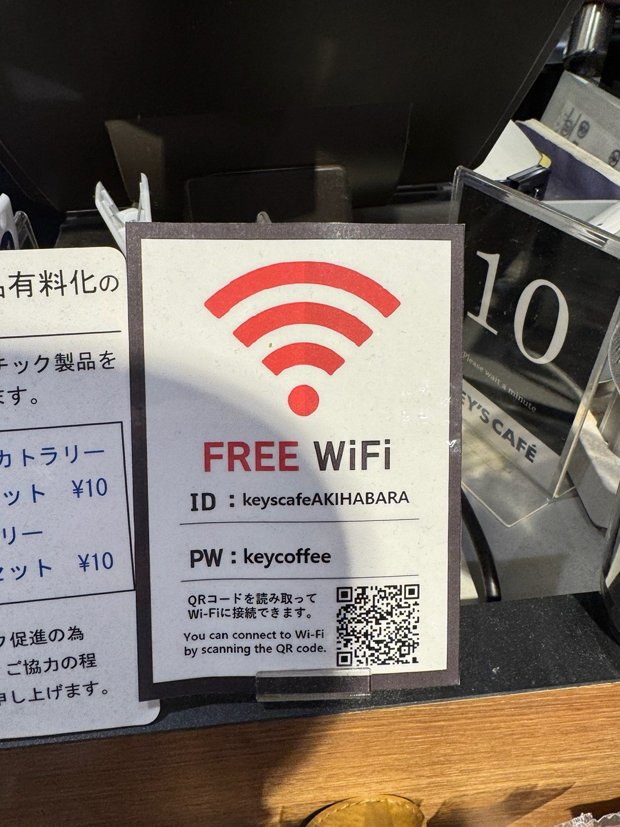 品有料化の
チック製品を
ます。
カトラリー
ット ¥10
リー
セット ¥10
ク促進の為
ご協力の程
申し上げます。
FREE WiFi
ID : keyscafeAKIHABARA
PW : keycoffee
QRコードを読み取って
Wi-Fiに接続できます。
You can connect to Wi-Fi
by scanning the QR code.
10
Please wait a minute
EY'S CAFÉ